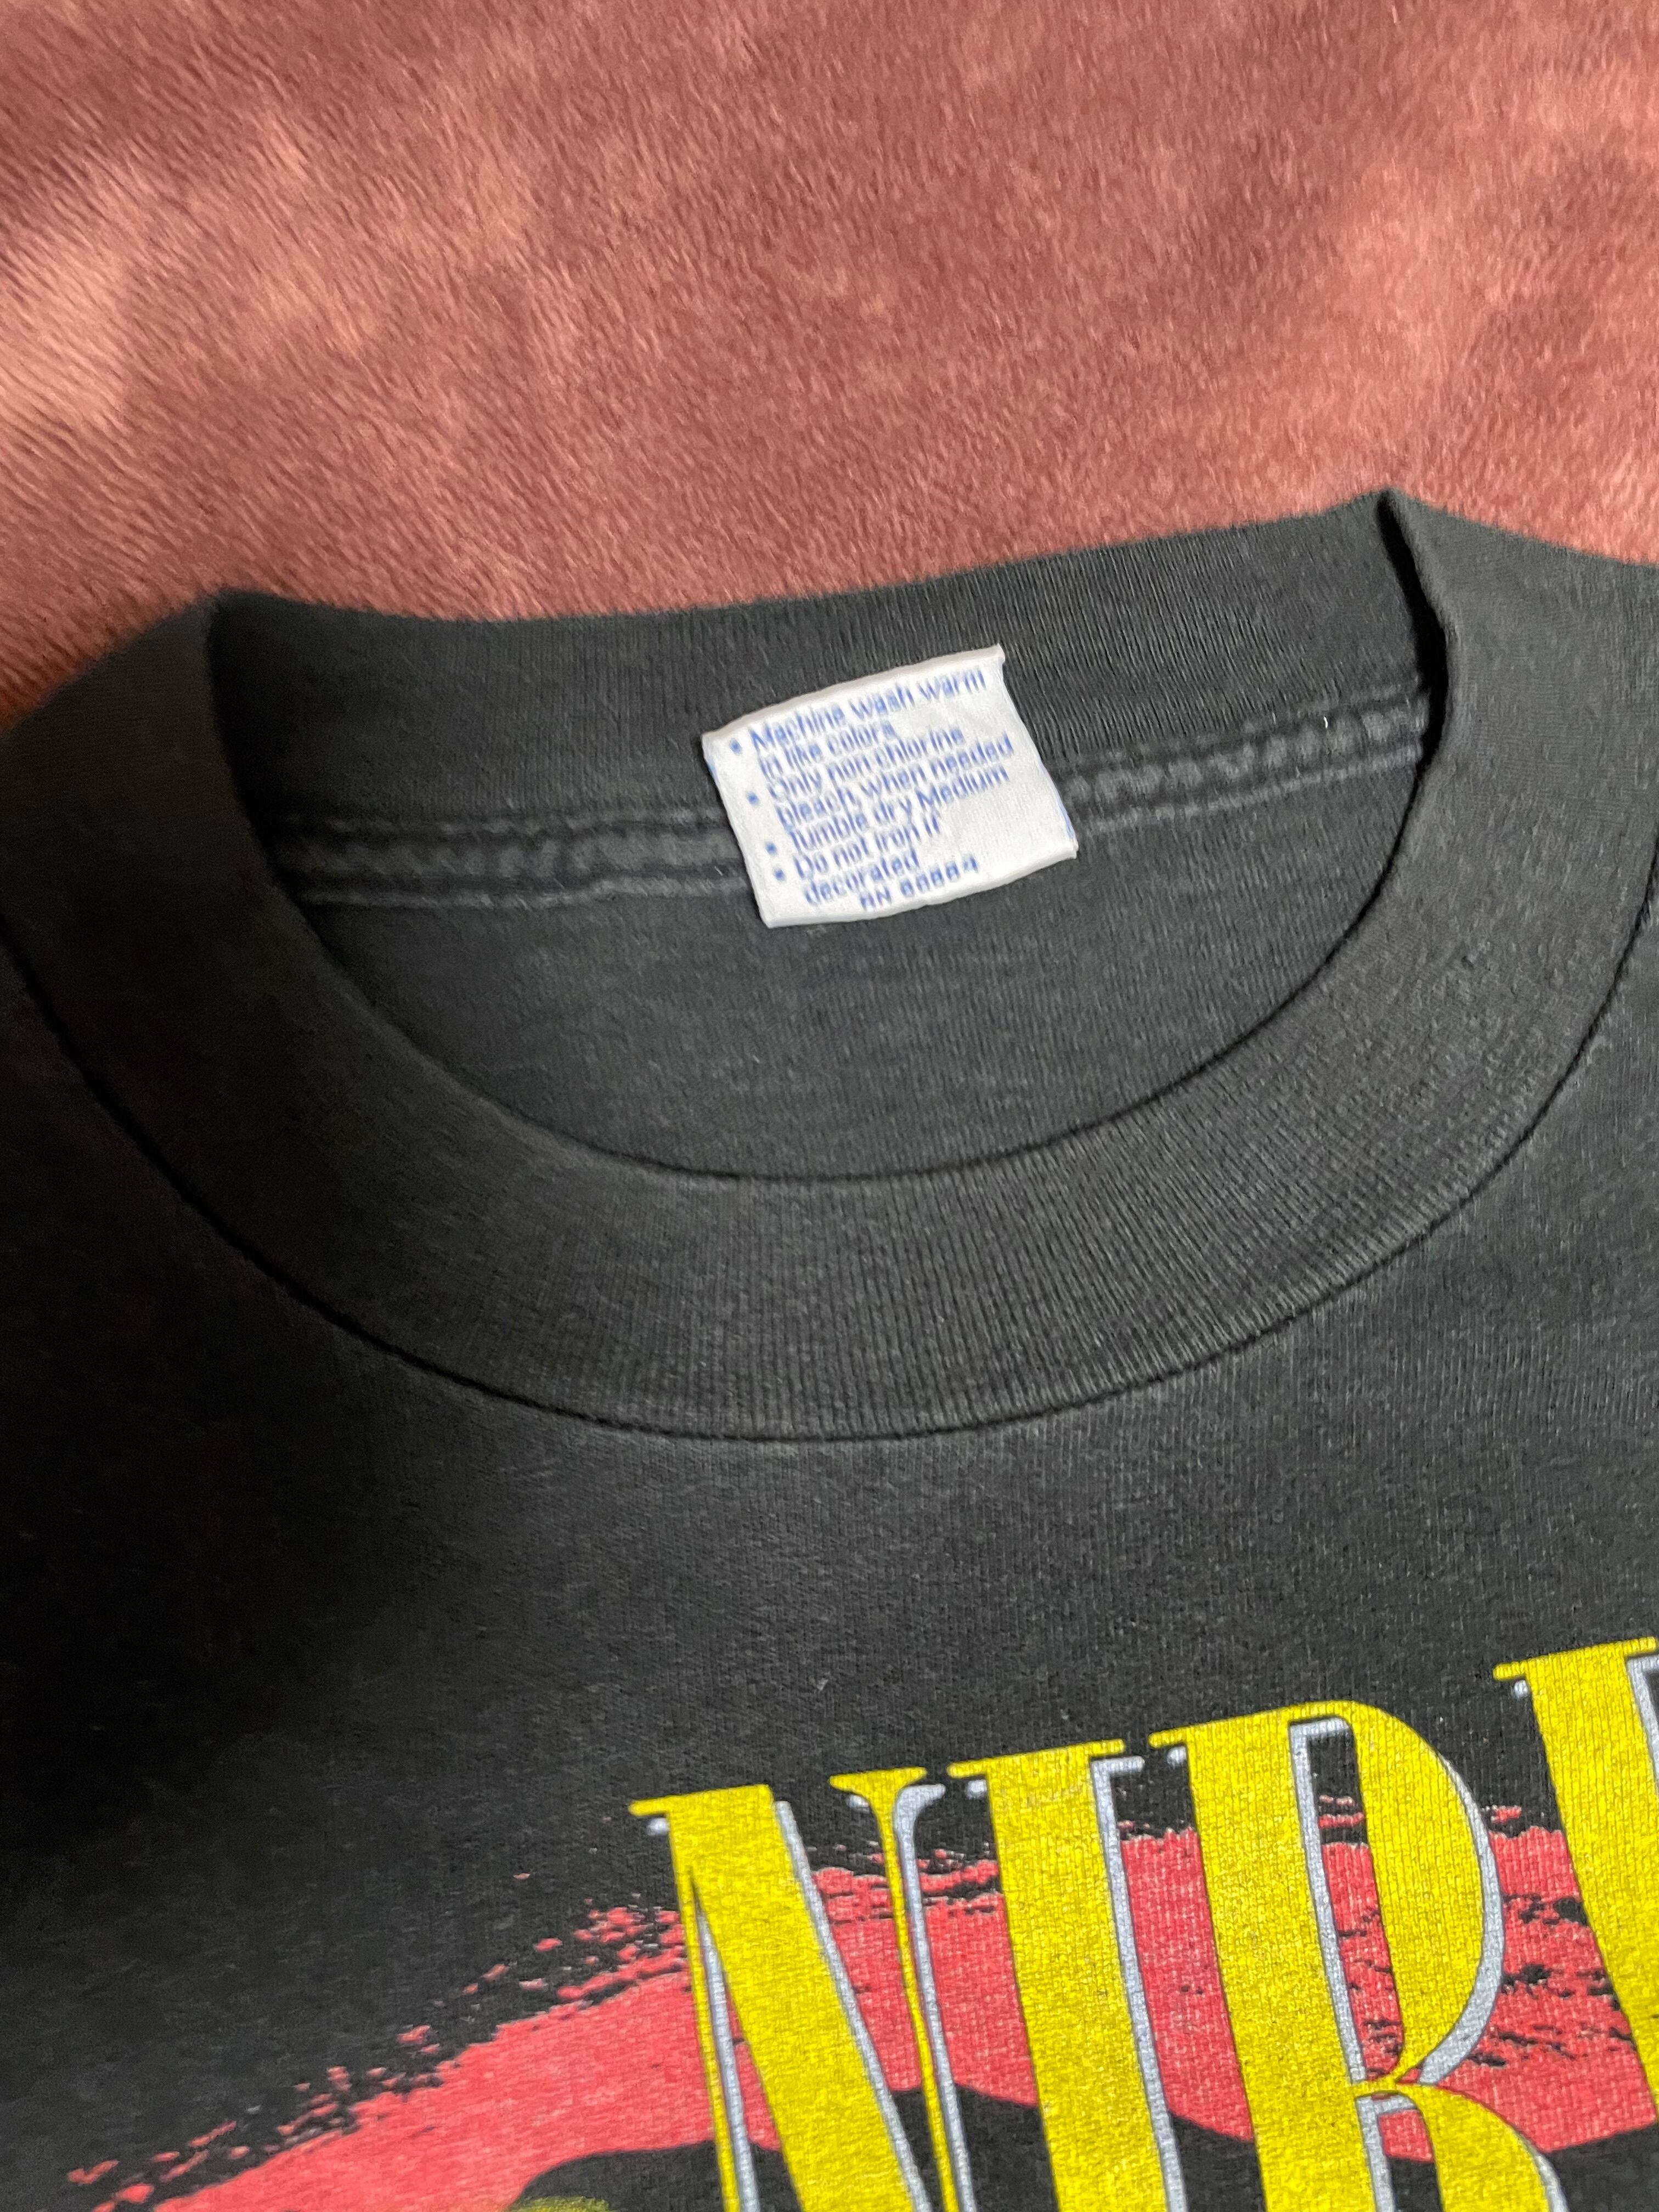 • Machine wash warm
in like colors
• Only non chlorine
bleach when needed
• Tumble dry Medium
• Do not iron if
decorated
RN
NIR